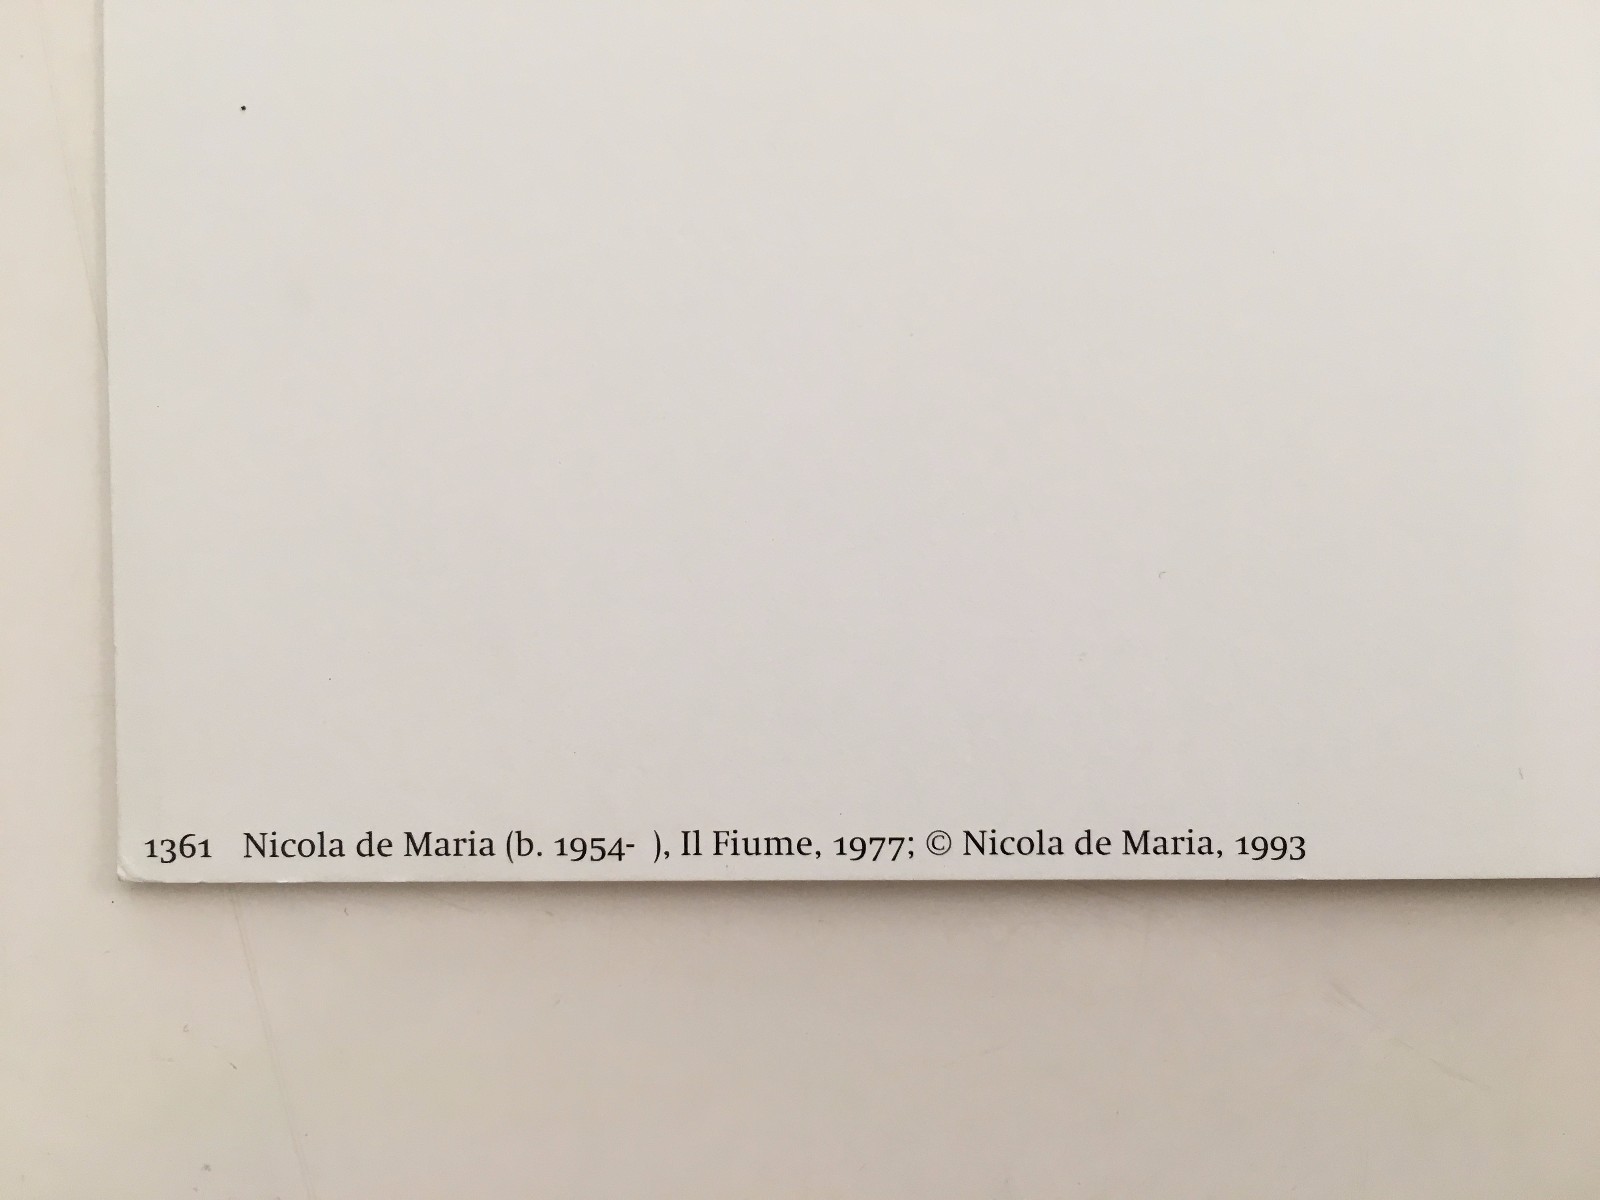 1361 Nicola de Maria (b. 1954- ), Il Fiume, 1977; © Nicola de Maria, 1993